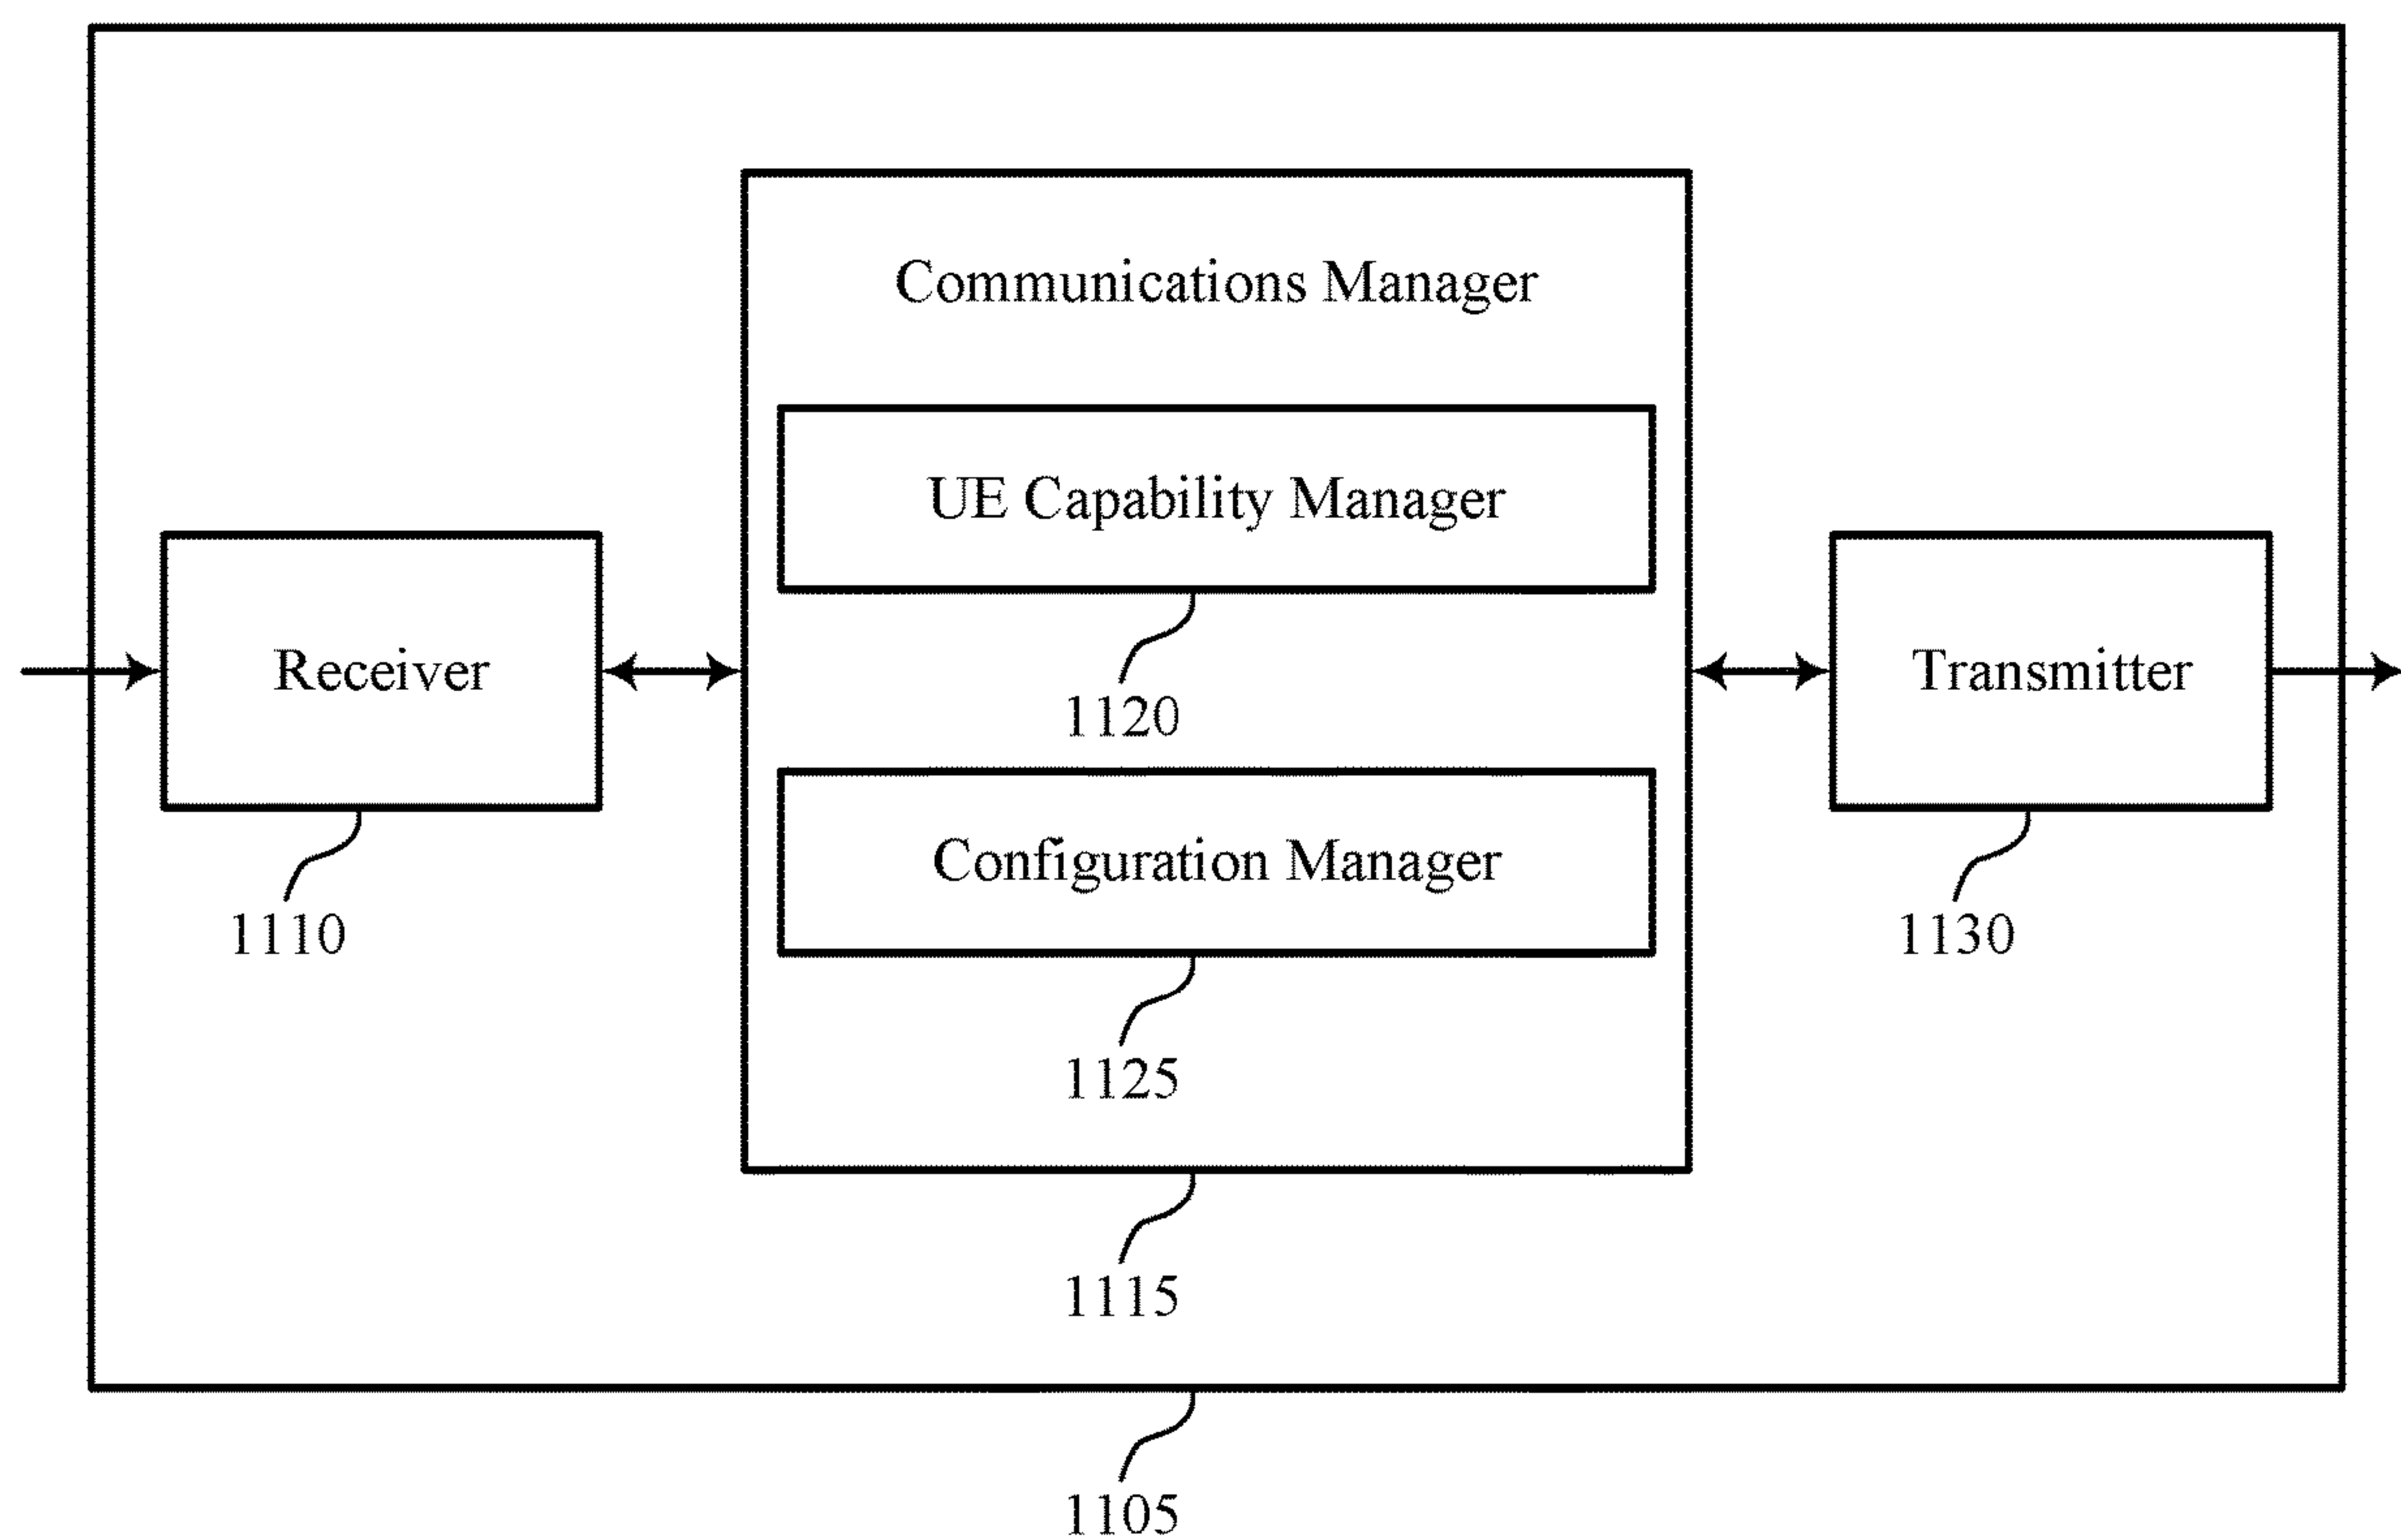 Communications Manager
UE Capability Manager
1120
Receiver
1110
Transmitter
1130
Configuration Manager
1125
1115
1105